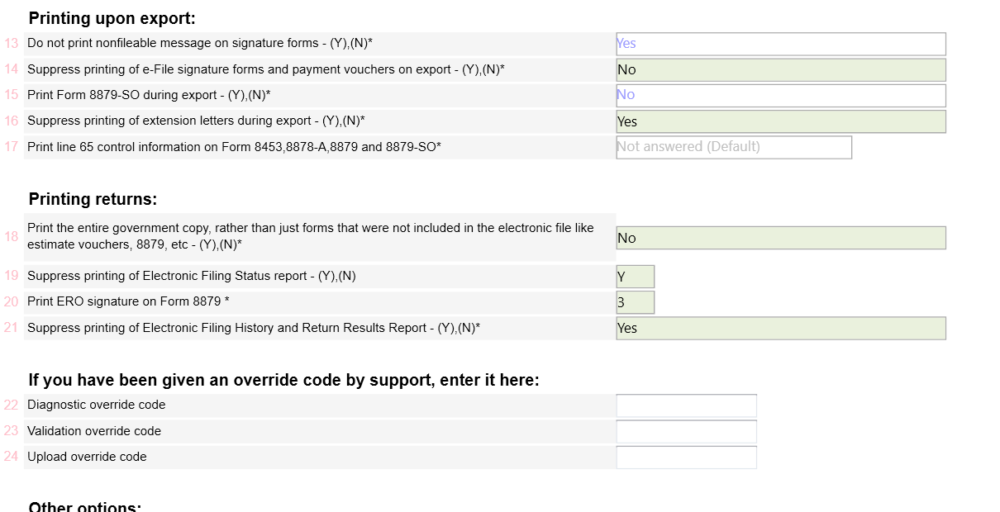 Printing upon export:
13 Do not print nonfileable message on signature forms - (Y),(N)* Yes
14 Suppress printing of e-File signature forms and payment vouchers on export - (Y),(N)* No
15 Print Form 8879-SO during export - (Y),(N)* No
16 Suppress printing of extension letters during export - (Y),(N)* Yes
17 Print line 65 control information on Form 8453,8878-A,8879 and 8879-SO* Not answered (Default)
Printing returns:
18 Print the entire government copy, rather than just forms that were not included in the electronic file like
estimate vouchers, 8879, etc - (Y),(N)* No
19 Suppress printing of Electronic Filing Status report - (Y),(N) Y
20 Print ERO signature on Form 8879 * 3
21 Suppress printing of Electronic Filing History and Return Results Report - (Y),(N)* Yes
If you have been given an override code by support, enter it here:
22 Diagnostic override code
23 Validation override code
24 Upload override code
Other options: